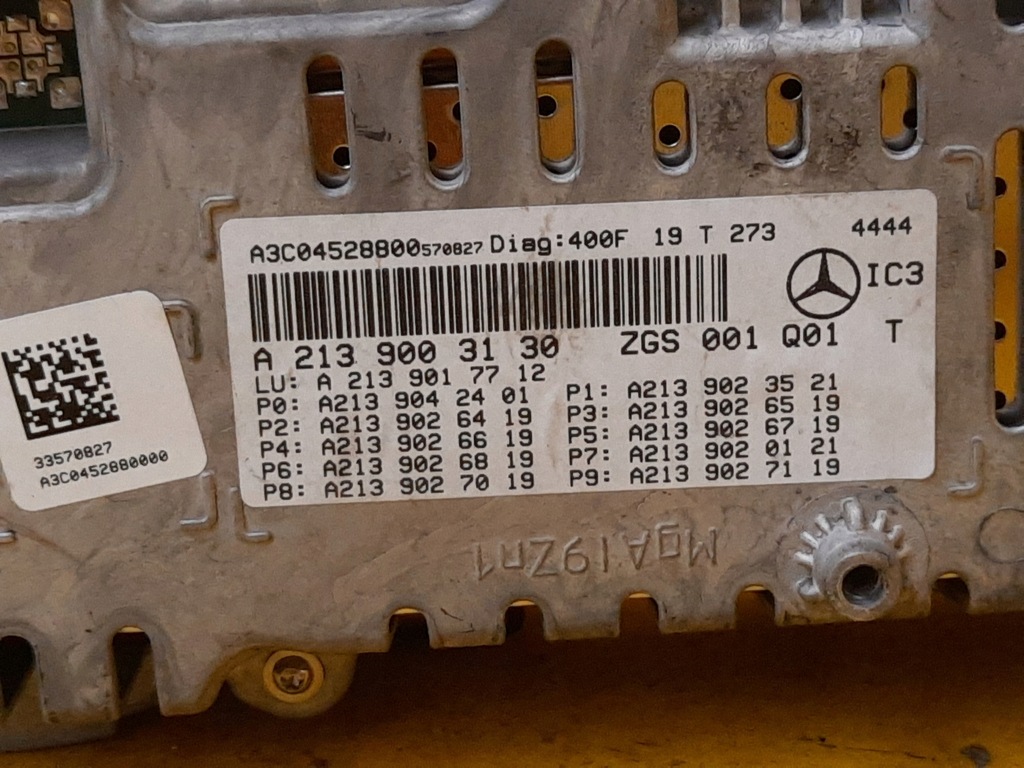 A3C04528800570827 Diag:400F 19 T 273 4444
IC3
A 213 900 31 30 ZGS 001 Q01 T
LU: A 213 901 77 12
P0: A213 904 24 01 P1: A213 902 35 21
P2: A213 902 64 19 P3: A213 902 65 19
P4: A213 902 66 19 P5: A213 902 67 19
P6: A213 902 68 19 P7: A213 902 01 21
P8: A213 902 70 19 P9: A213 902 71 19
33570827
A3C0452880000
MgAl9Zn1